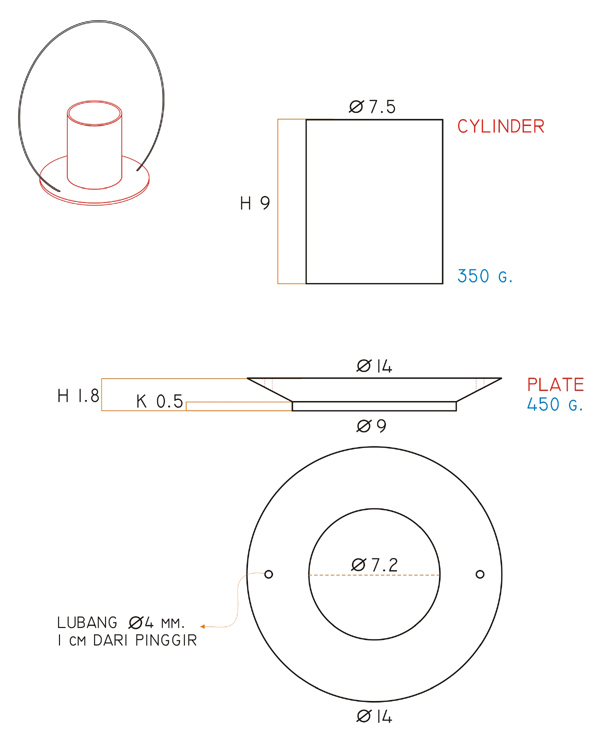 Ø7.5
CYLINDER
H 9
350 G.
Ø14
H 1.8
K 0.5
PLATE
450 G.
Ø9
Ø7.2
LUBANG Ø4 MM.
1 CM DARI PINGGIR
Ø14